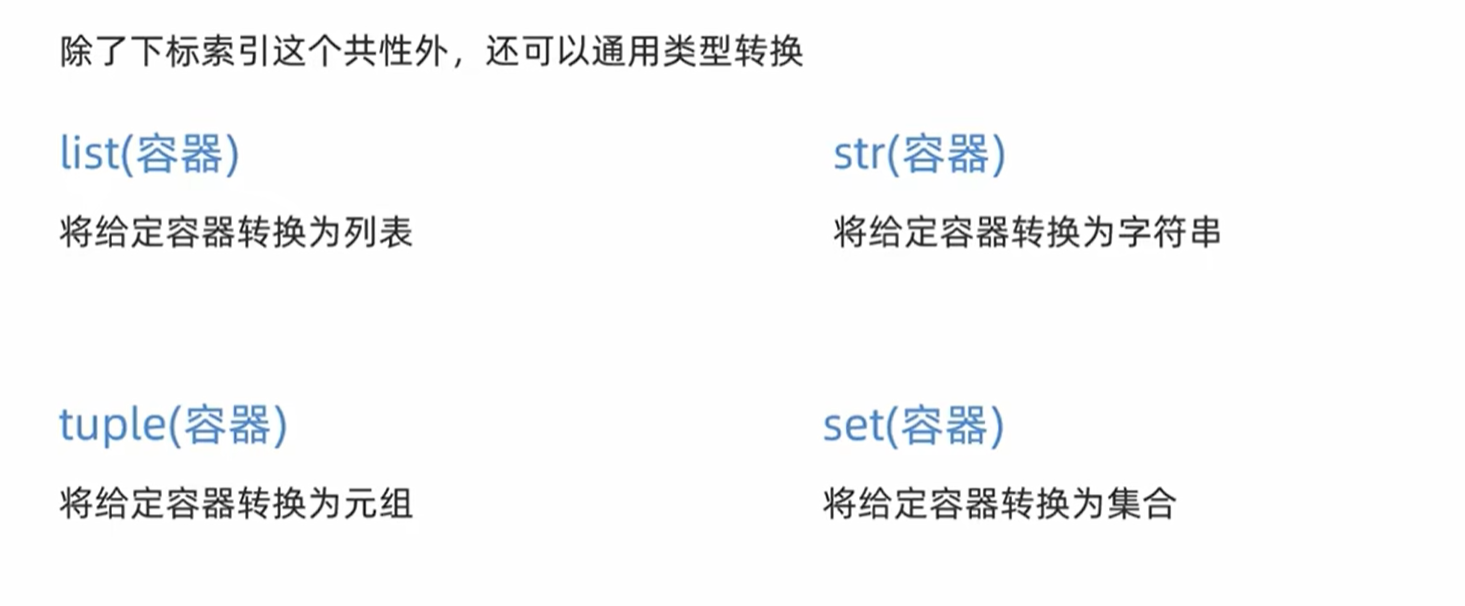 除了下标索引这个共性外，还可以通用类型转换
list(容器)
将给定容器转换为列表
str(容器)
将给定容器转换为字符串
tuple(容器)
将给定容器转换为元组
set(容器)
将给定容器转换为集合